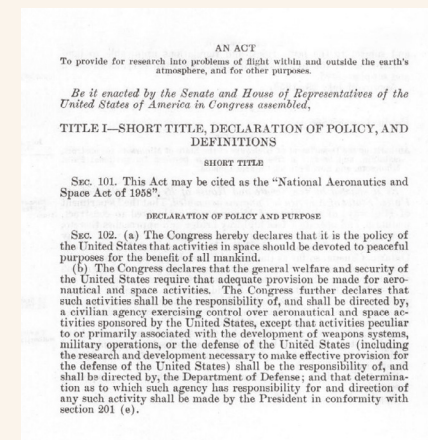 AN ACT
To provide for research into problems of flight within and outside the earth's
atmosphere, and for other purposes.
Be it enacted by the Senate and House of Representatives of the
United States of America in Congress assembled,
TITLE I—SHORT TITLE, DECLARATION OF POLICY, AND
DEFINITIONS
SHORT TITLE
SEC. 101. This Act may be cited as the “National Aeronautics and
Space Act of 1958”.
DECLARATION OF POLICY AND PURPOSE
SEC. 102. (a) The Congress hereby declares that it is the policy of
the United States that activities in space should be devoted to peaceful
purposes for the benefit of all mankind.
(b) The Congress declares that the general welfare and security of
the United States require that adequate provision be made for aero-
nautical and space activities. The Congress further declares that
such activities shall be the responsibility of, and shall be directed by,
a civilian agency exercising control over aeronautical and space ac-
tivities sponsored by the United States, except that activities peculiar
to or primarily associated with the development of weapons systems,
military operations, or the defense of the United States (including
the research and development necessary to make effective provision for
the defense of the United States) shall be the responsibility of, and
shall be directed by, the Department of Defense; and that determina-
tion as to which such agency has responsibility for and direction of
any such activity shall be made by the President in conformity with
section 201 (e).